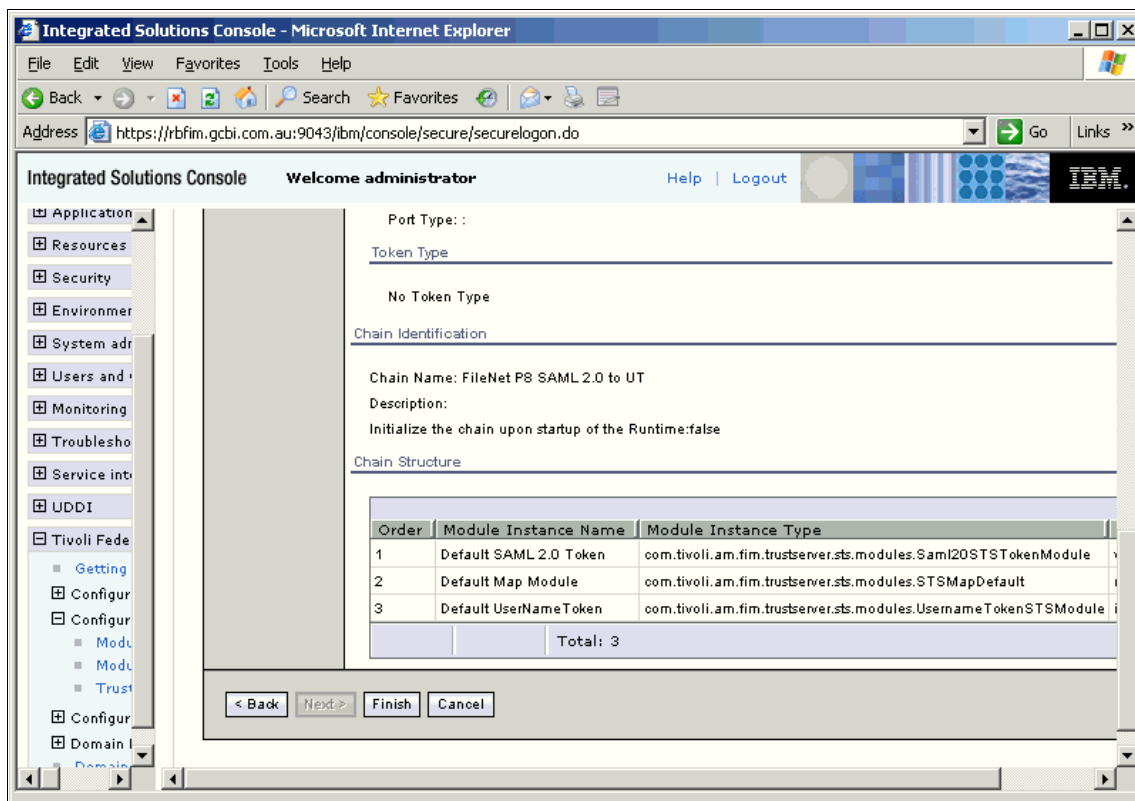 Integrated Solutions Console - Microsoft Internet Explorer
File Edit View Favorites Tools Help
Back Search Favorites
Address https://rbfim.gcbi.com.au:9043/ibm/console/secure/securelogon.do Go Links »
Integrated Solutions Console Welcome administrator Help | Logout IBM.
Application
Resources
Security
Environmer
System adr
Users and
Monitoring
Troublesho
Service int
UDDI
Tivoli Fede
Getting
Configur
Configur
Modu
Modu
Trust
Configur
Domain
Domain
Port Type: :
Token Type
No Token Type
Chain Identification
Chain Name: FileNet P8 SAML 2.0 to UT
Description:
Initialize the chain upon startup of the Runtime:false
Chain Structure
Order Module Instance Name Module Instance Type
1 Default SAML 2.0 Token com.tivoli.am.fim.trustserver.sts.modules.Saml20STSTokenModule
2 Default Map Module com.tivoli.am.fim.trustserver.sts.modules.STSMapDefault
3 Default UserNameToken com.tivoli.am.fim.trustserver.sts.modules.UsernameTokenSTSModule
Total: 3
< Back Next > Finish Cancel